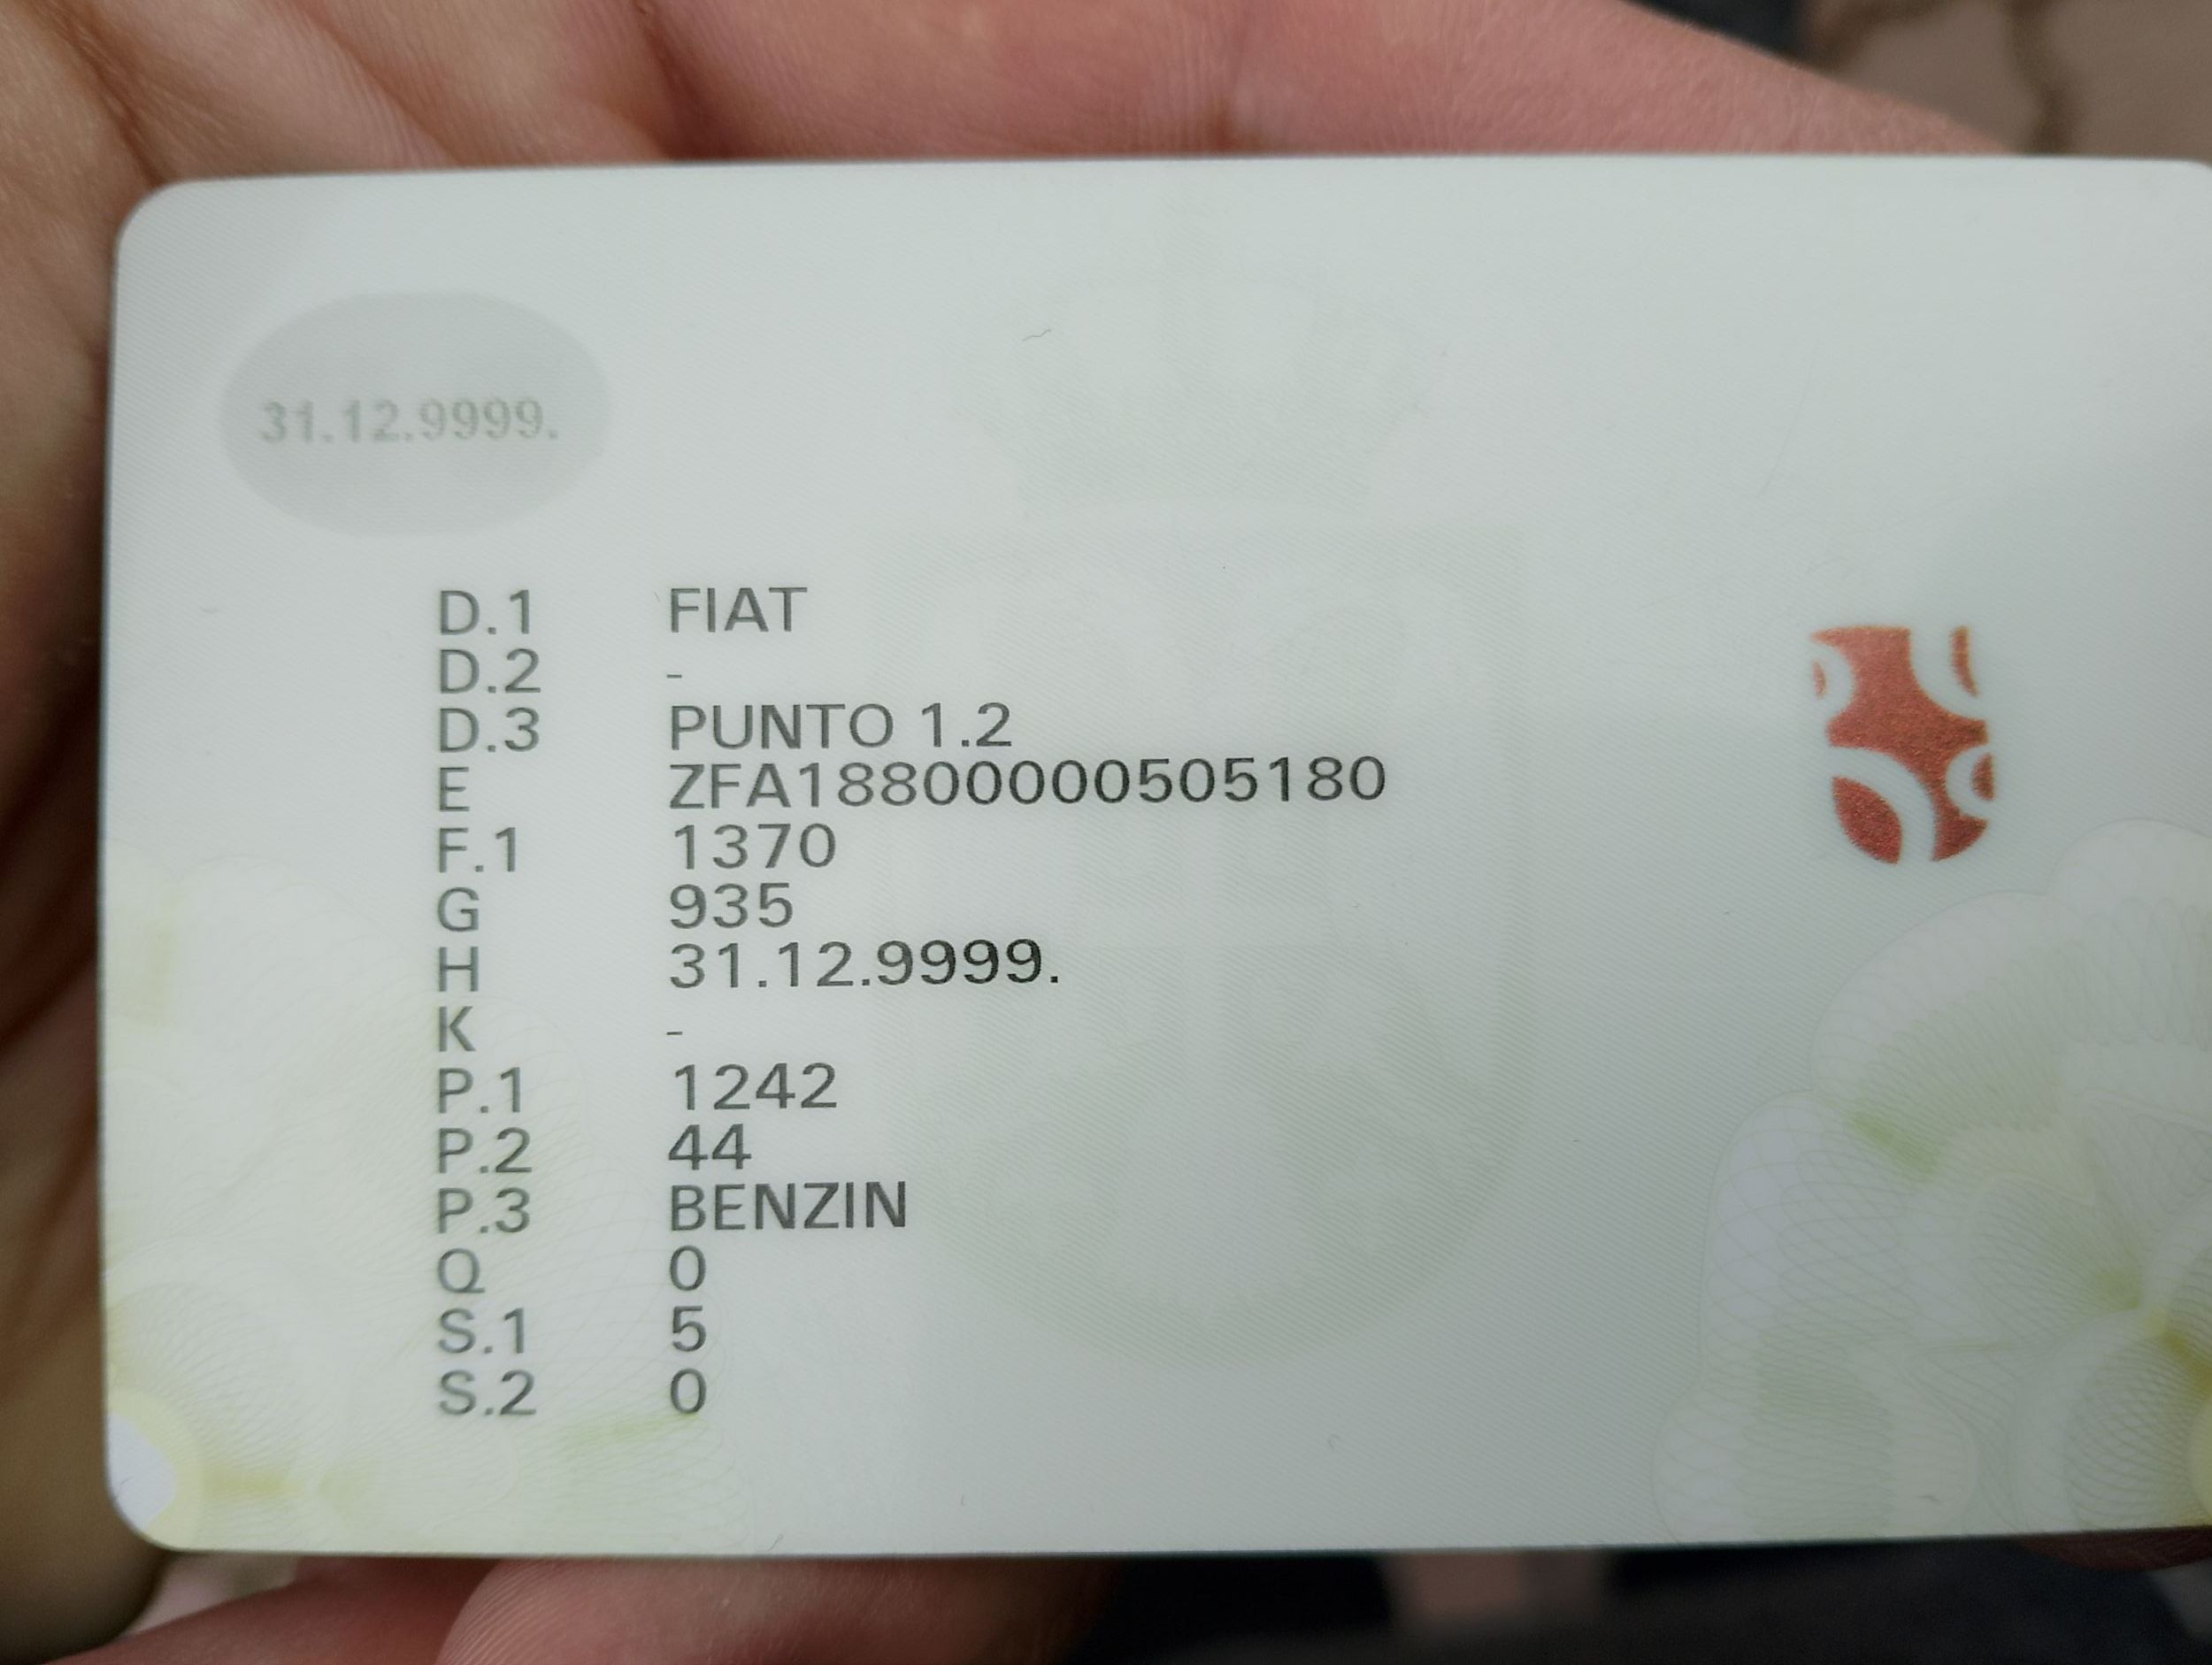 31.12.9999.
D.1 FIAT
D.2 -
D.3 PUNTO 1.2
E ZFA18800000505180
F.1 1370
G 935
H 31.12.9999.
K -
P.1 1242
P.2 44
P.3 BENZIN
Q 0
S.1 5
S.2 0